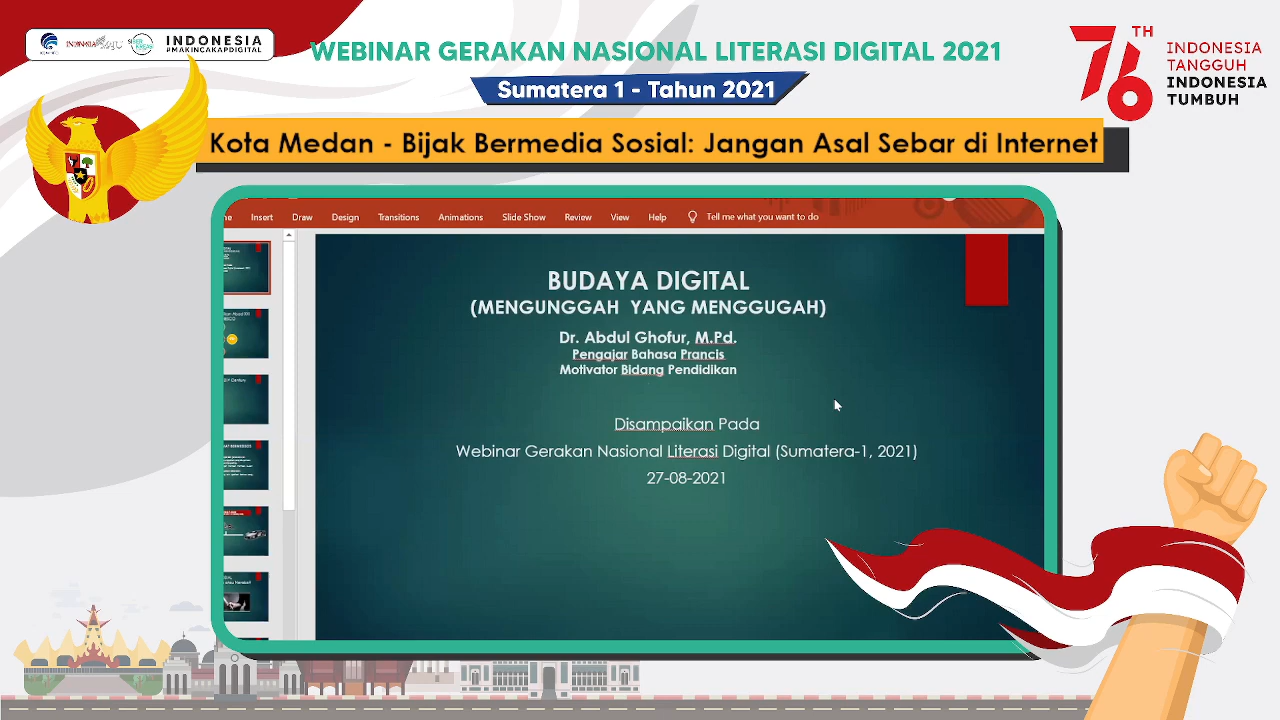 INDONESIA
#MAKINCAKAPDIGITAL
WEBINAR GERAKAN NASIONAL LITERASI DIGITAL 2021
Sumatera 1 - Tahun 2021
76TH
INDONESIA
TANGGUH
INDONESIA
TUMBUH
Kota Medan - Bijak Bermedia Sosial: Jangan Asal Sebar di Internet
Insert Draw Design Transitions Animations Slide Show Review View Help Tell me what you want to do
BUDAYA DIGITAL
(MENGUNGGAH YANG MENGGUGAH)
Dr. Abdul Ghofur, M.Pd.
Pengajar Bahasa Prancis
Motivator Bidang Pendidikan
Disampaikan Pada
Webinar Gerakan Nasional Literasi Digital (Sumatera-1, 2021)
27-08-2021